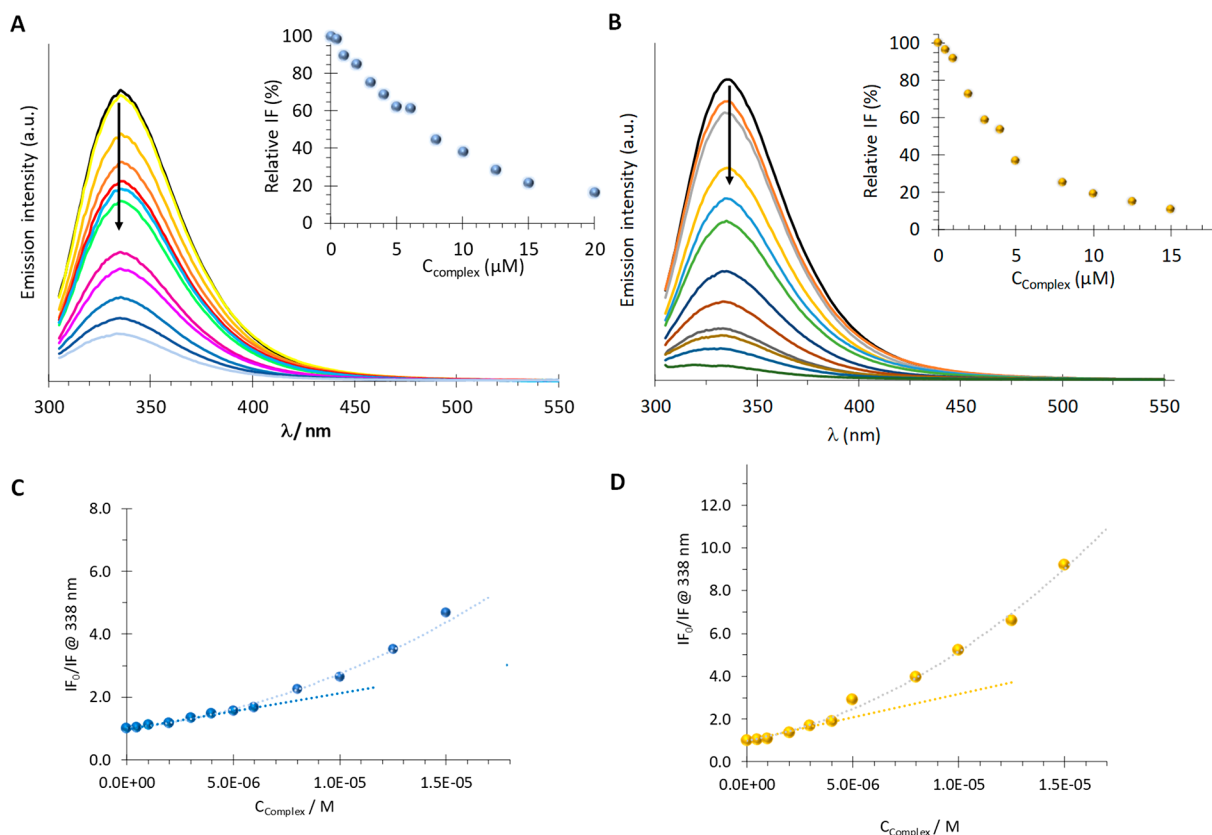 A
Emission intensity (a.u.)
300 350 400 450 500 550
λ/ nm
Relative IF (%)
100
80
60
40
20
0
0 5 10 15 20
CComplex (μM)
B
Emission intensity (a.u.)
300 350 400 450 500 550
λ (nm)
Relative IF (%)
100
80
60
40
20
0
0 5 10 15
CComplex (μM)
C
IF0/IF @ 338 nm
8.0
6.0
4.0
2.0
0.0
0.0E+00 5.0E-06 1.0E-05 1.5E-05
CComplex / M
D
IF0/IF @ 338 nm
12.0
10.0
8.0
6.0
4.0
2.0
0.0
0.0E+00 5.0E-06 1.0E-05 1.5E-05
CComplex / M